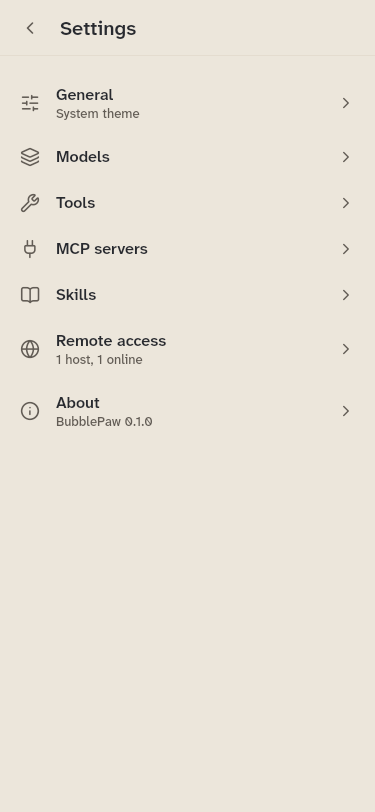 Settings
General
System theme
Models
Tools
MCP servers
Skills
Remote access
1 host, 1 online
About
BubblePaw 0.1.0